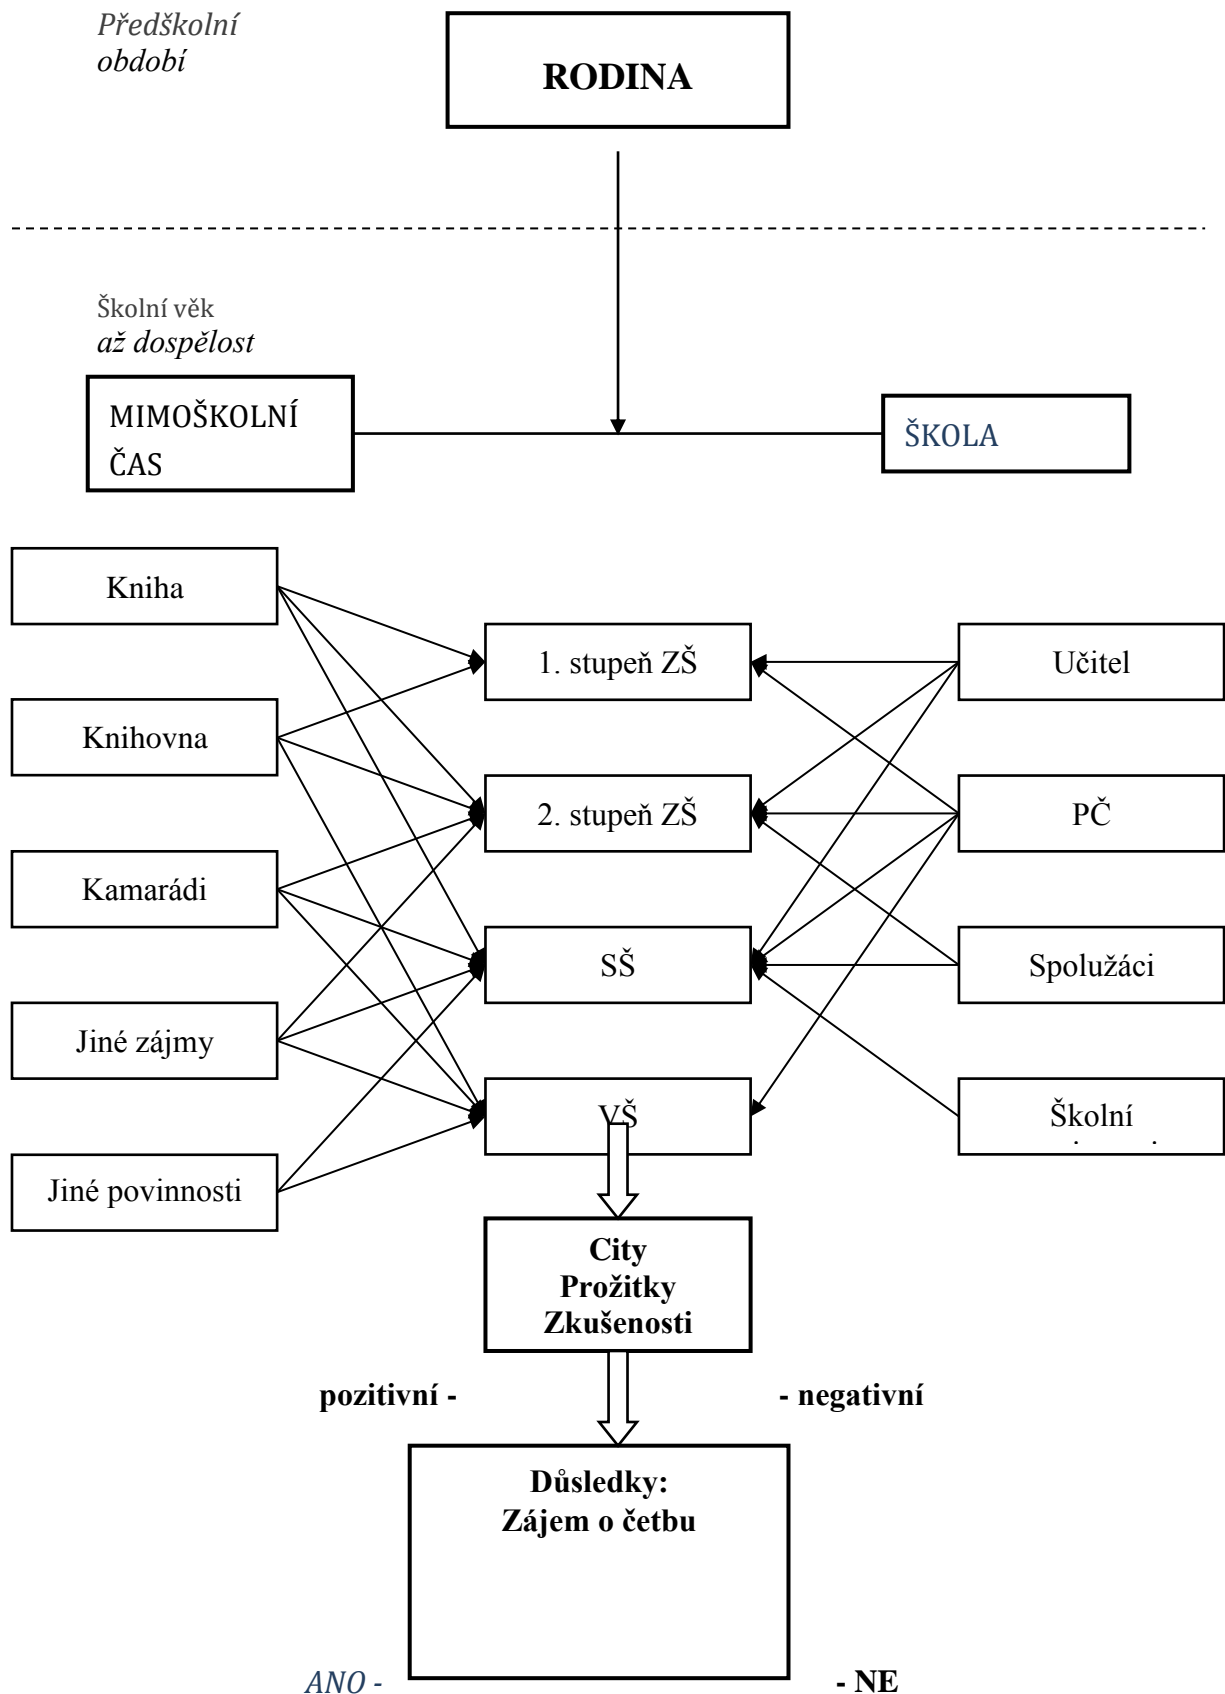 Předškolní
období
RODINA
Školní věk
až dospělost
MIMOŠKOLNÍ
ČAS
ŠKOLA
Kniha
1. stupeň ZŠ
Učitel
Knihovna
2. stupeň ZŠ
PČ
Kamarádi
SŠ
Spolužáci
Jiné zájmy
VŠ
Školní
Jiné povinnosti
City
Prožitky
Zkušenosti
pozitivní -
- negativní
Důsledky:
Zájem o četbu
ANO -
- NE